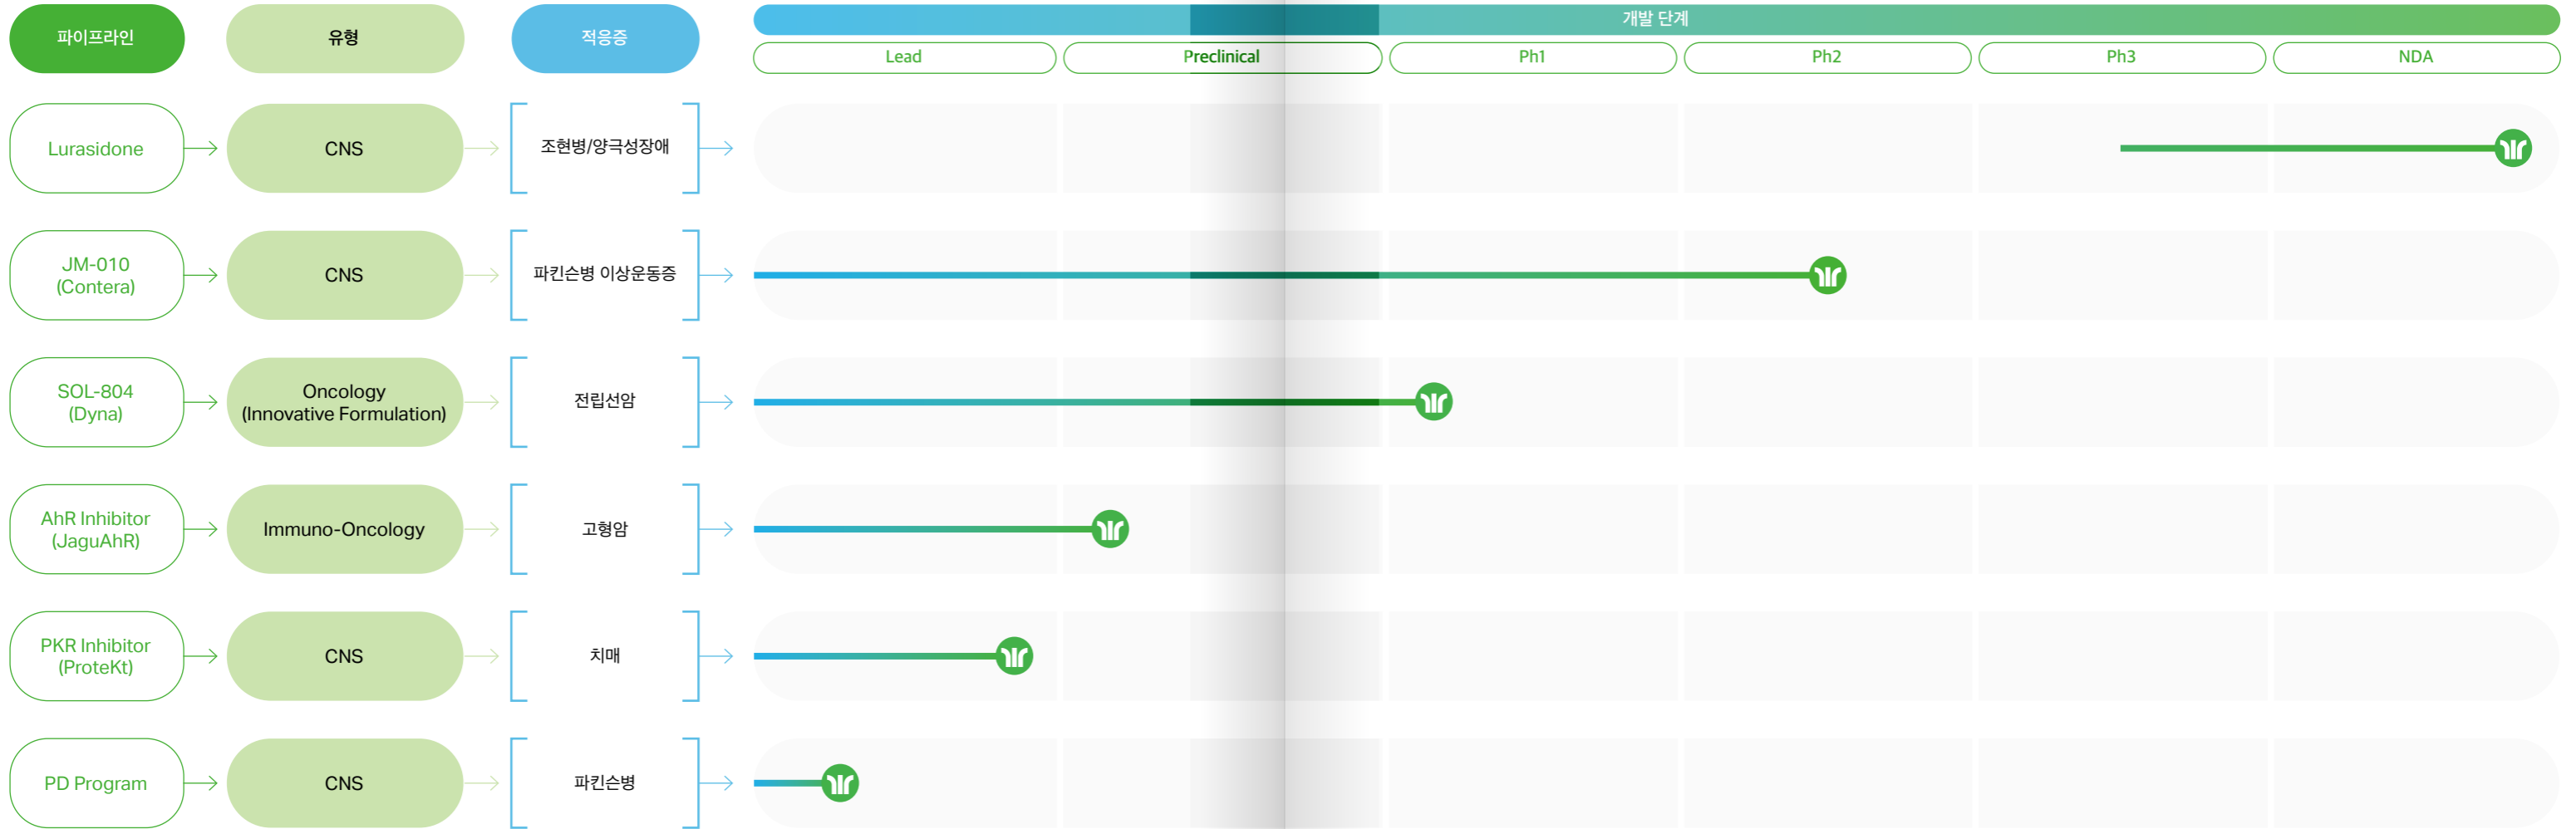 파이프라인
유형
적응증
개발 단계
Lead
Preclinical
Ph1
Ph2
Ph3
NDA
Lurasidone
CNS
조현병/양극성장애
JM-010
(Contera)
CNS
파킨슨병 이상운동증
SOL-804
(Dyna)
Oncology
(Innovative Formulation)
전립선암
AhR Inhibitor
(JaguAhR)
Immuno-Oncology
고형암
PKR Inhibitor
(ProteKt)
CNS
치매
PD Program
CNS
파킨슨병